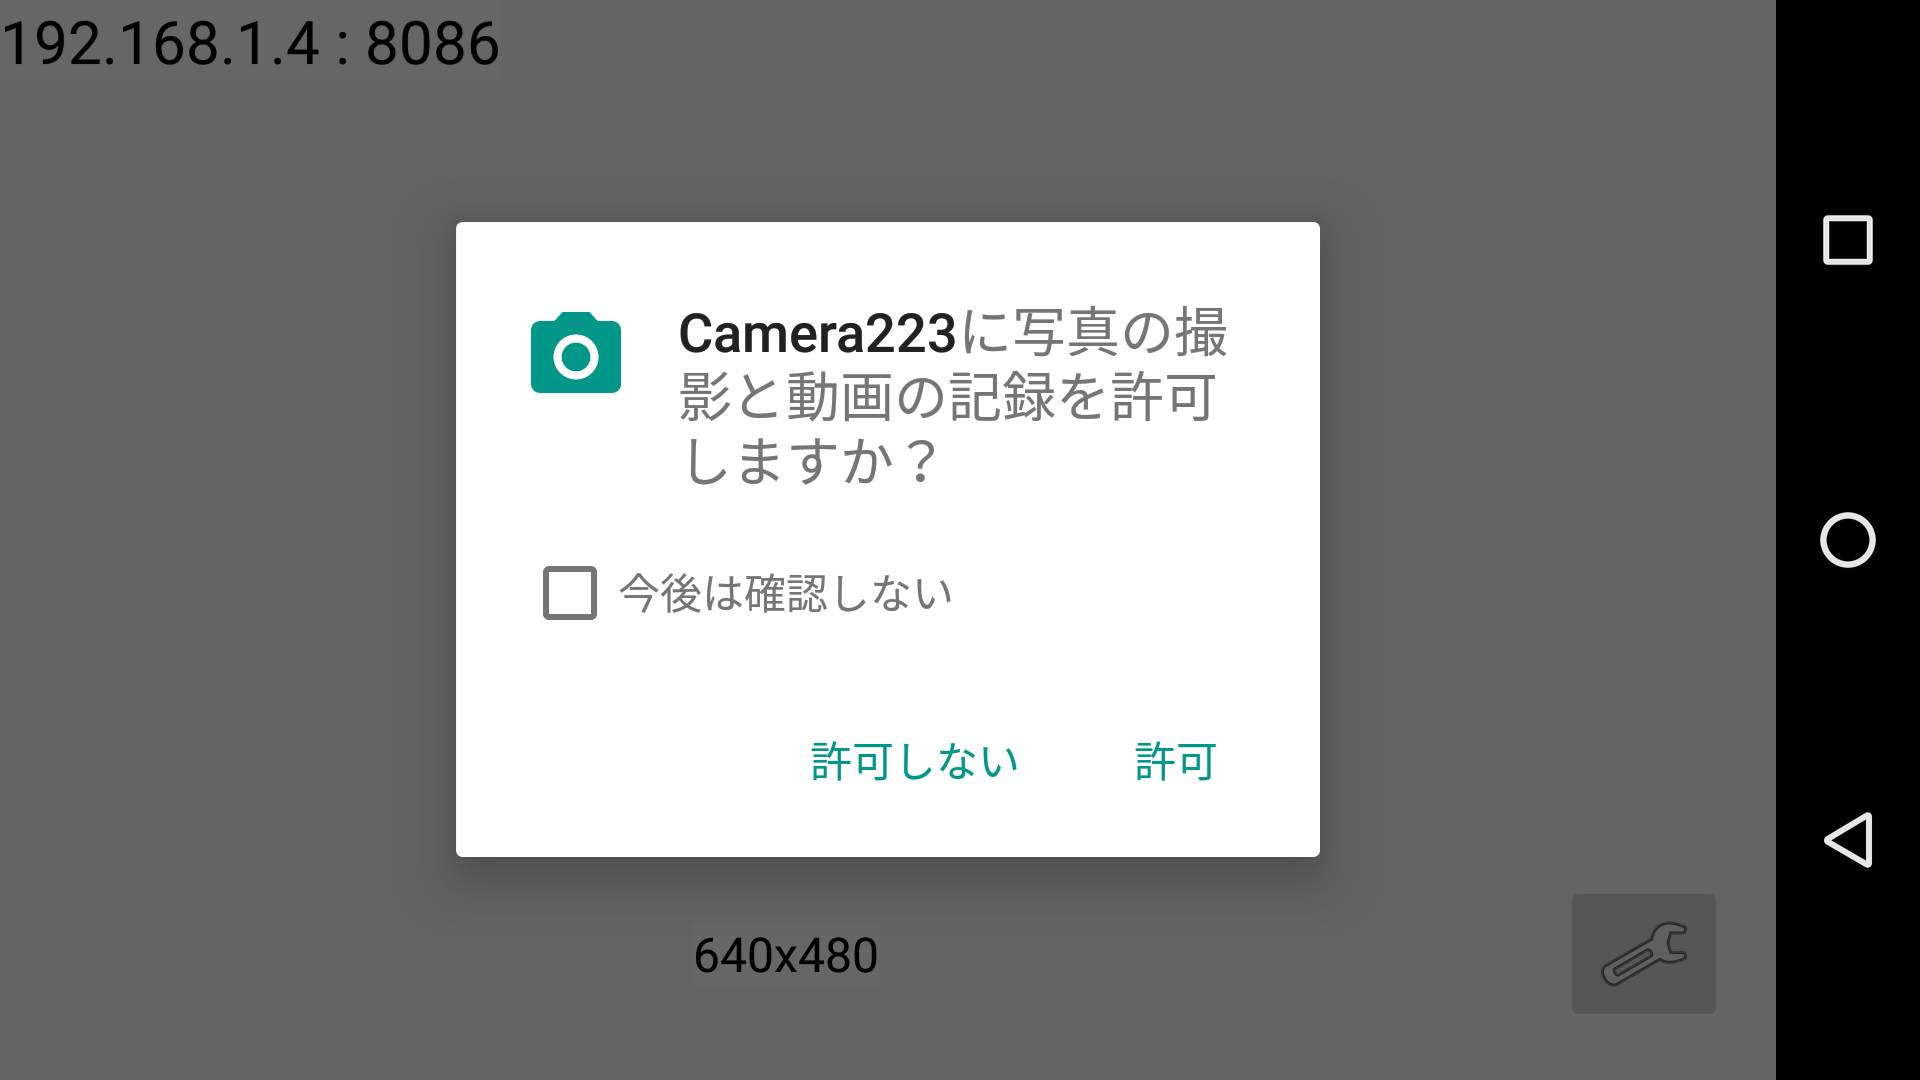 192.168.1.4 : 8086
Camera223に写真の撮
影と動画の記録を許可
しますか？
今後は確認しない
許可しない 許可
640x480